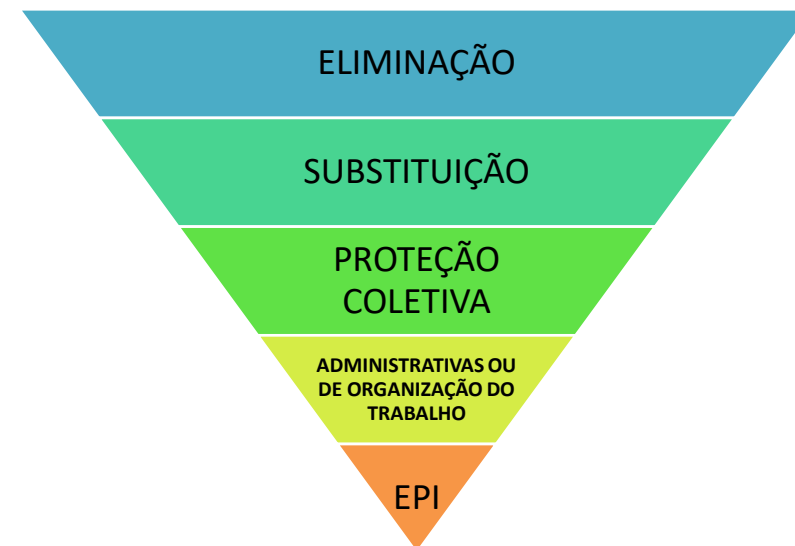 ELIMINAÇÃO
SUBSTITUIÇÃO
PROTEÇÃO
COLETIVA
ADMINISTRATIVAS OU
DE ORGANIZAÇÃO DO
TRABALHO
EPI